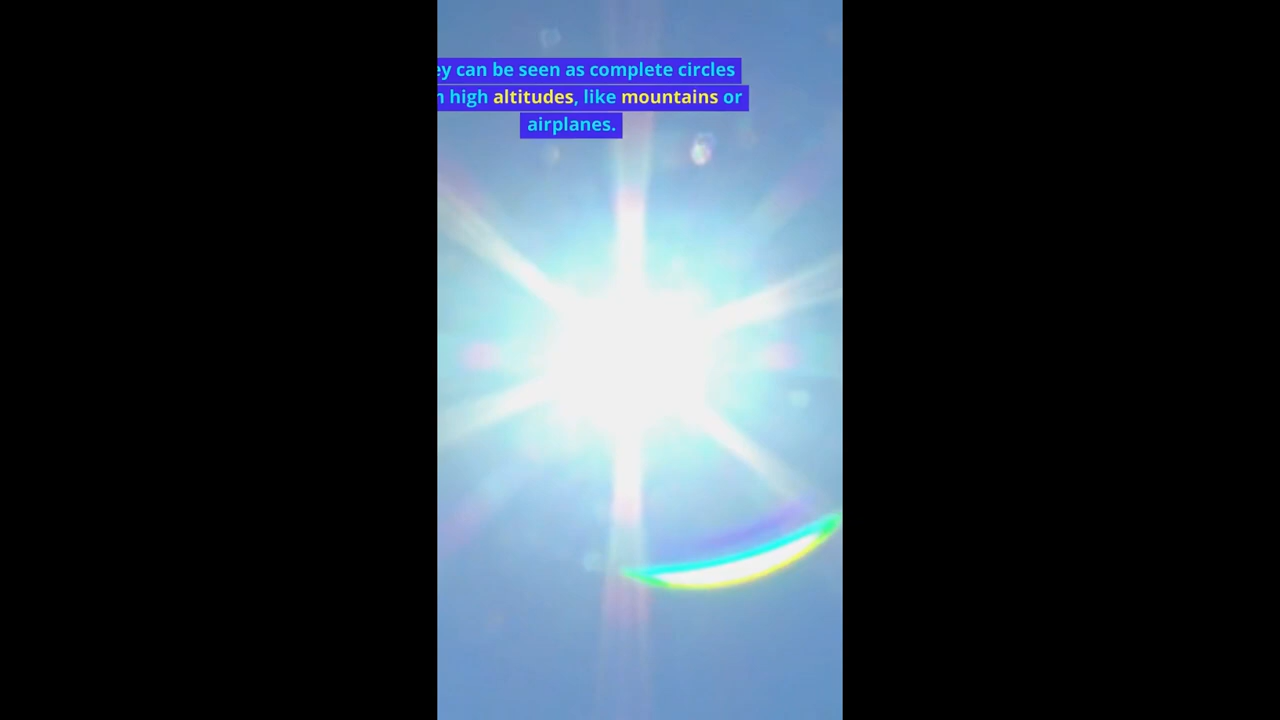 ey can be seen as complete circles
high altitudes, like mountains or
airplanes.